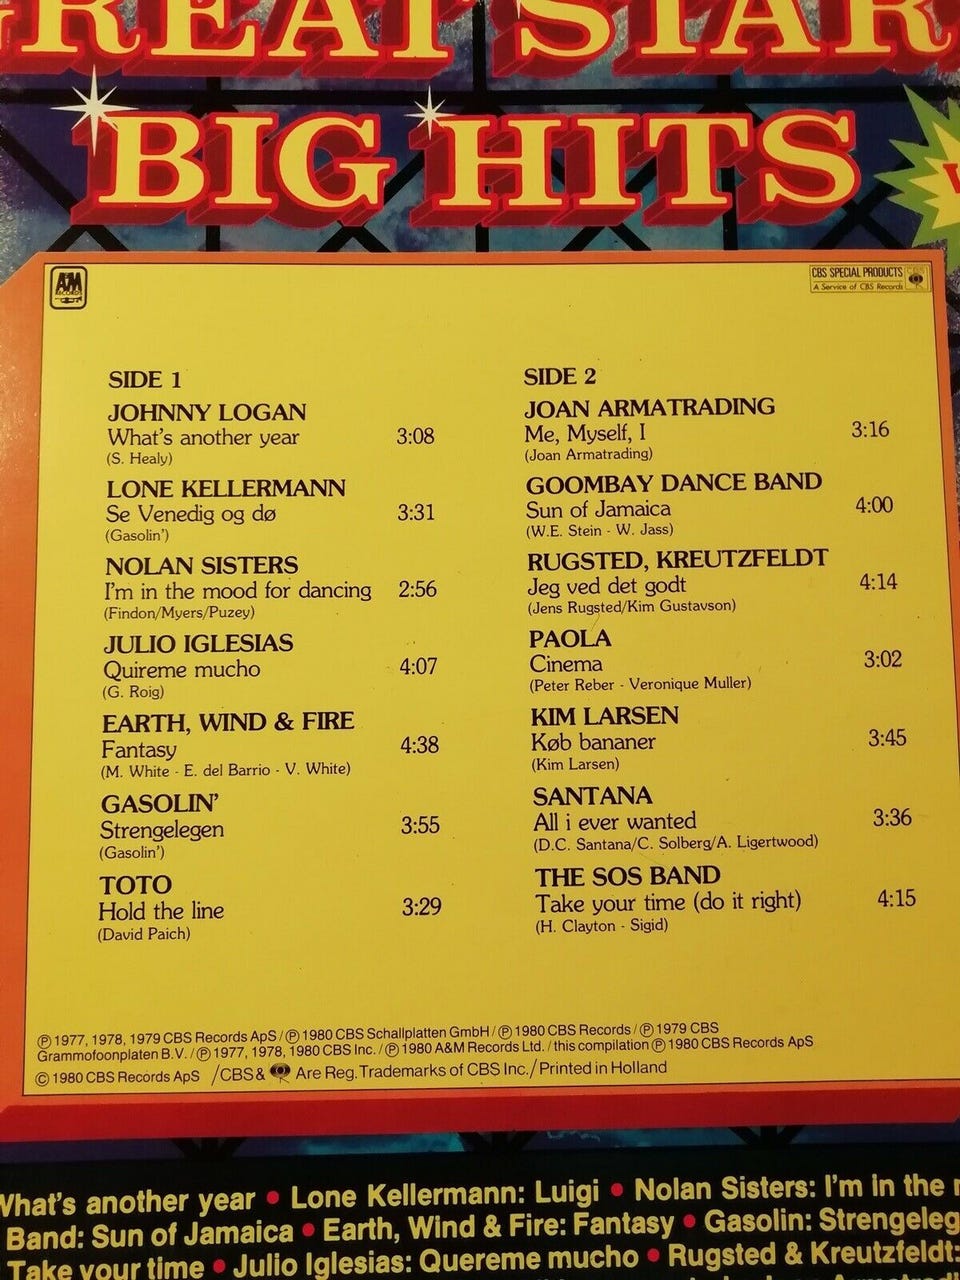 GREAT STAR
BIG HITS
A&M
RECORDS
CBS SPECIAL PRODUCTS
A Service of CBS Records
SIDE 1
JOHNNY LOGAN
What's another year 3:08
(S. Healy)
LONE KELLERMANN
Se Venedig og dø 3:31
(Gasolin')
NOLAN SISTERS
I'm in the mood for dancing 2:56
(Findon/Myers/Puzey)
JULIO IGLESIAS
Quireme mucho 4:07
(G. Roig)
EARTH, WIND & FIRE
Fantasy 4:38
(M. White - E. del Barrio - V. White)
GASOLIN'
Strengelegen 3:55
(Gasolin')
TOTO
Hold the line 3:29
(David Paich)
SIDE 2
JOAN ARMATRADING
Me, Myself, I 3:16
(Joan Armatrading)
GOOMBAY DANCE BAND
Sun of Jamaica 4:00
(W.E. Stein - W. Jass)
RUGSTED, KREUTZFELDT
Jeg ved det godt 4:14
(Jens Rugsted/Kim Gustavson)
PAOLA
Cinema 3:02
(Peter Reber - Veronique Muller)
KIM LARSEN
Køb bananer 3:45
(Kim Larsen)
SANTANA
All i ever wanted 3:36
(D.C. Santana/C. Solberg/A. Ligertwood)
THE SOS BAND
Take your time (do it right) 4:15
(H. Clayton - Sigid)
℗ 1977, 1978, 1979 CBS Records ApS / ℗ 1980 CBS Schallplatten GmbH / ℗ 1980 CBS Records / ℗ 1979 CBS
Grammofoonplaten B.V. / ℗ 1977, 1978, 1980 CBS Inc. / ℗ 1980 A&M Records Ltd. / this compilation ℗ 1980 CBS Records ApS
© 1980 CBS Records ApS /CBS & Are Reg. Trademarks of CBS Inc./ Printed in Holland
What's another year • Lone Kellermann: Luigi • Nolan Sisters: I'm in the
Band: Sun of Jamaica • Earth, Wind & Fire: Fantasy • Gasolin: Strengeleg
Take your time • Julio Iglesias: Quereme mucho • Rugsted & Kreutzfeldt: